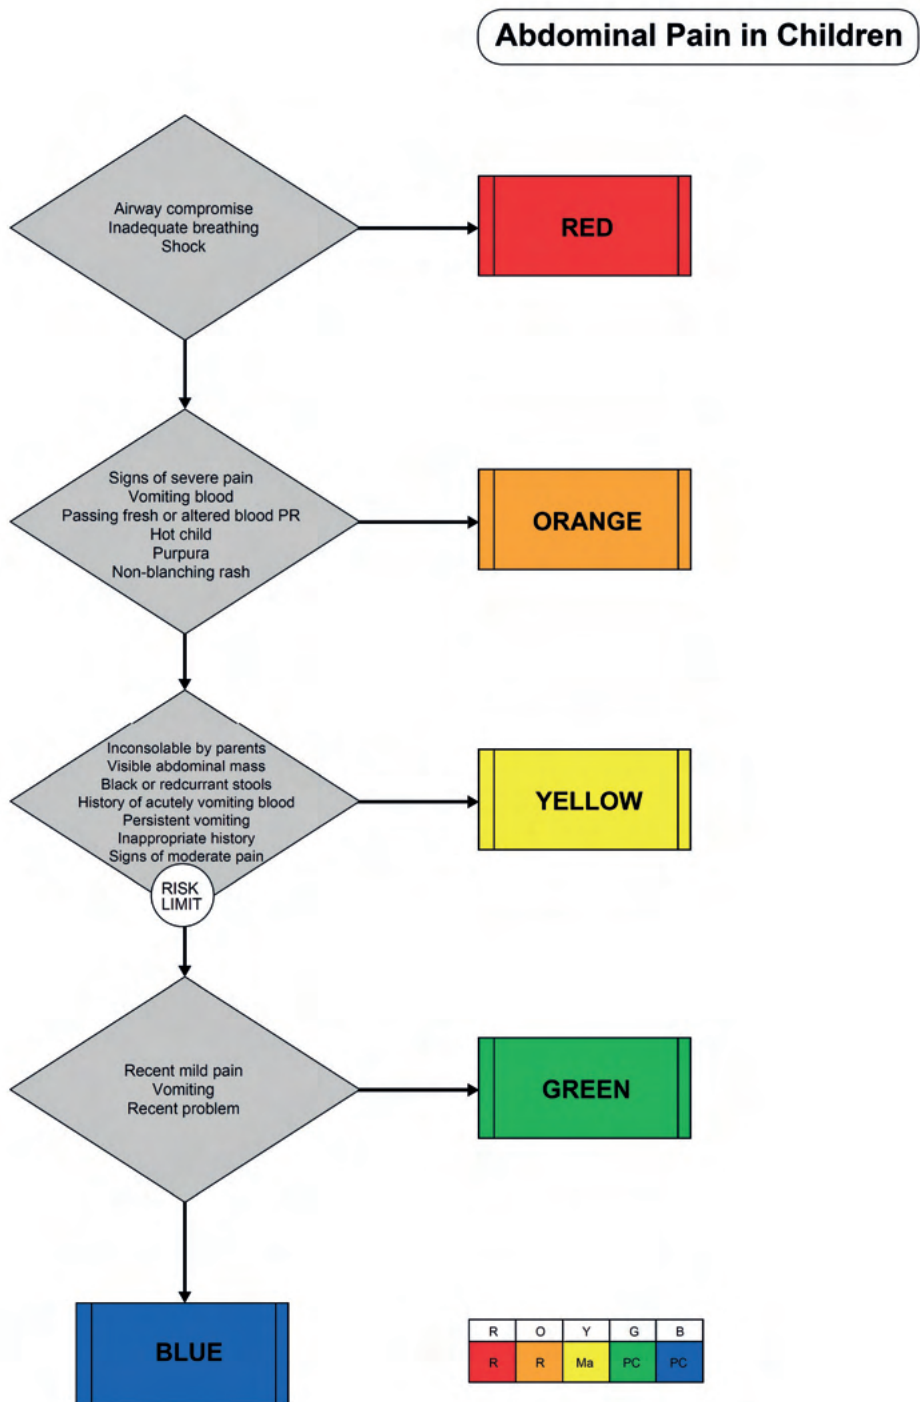 Abdominal Pain in Children
Airway compromise
Inadequate breathing
Shock
RED
Signs of severe pain
Vomiting blood
Passing fresh or altered blood PR
Hot child
Purpura
Non-blanching rash
ORANGE
Inconsolable by parents
Visible abdominal mass
Black or redcurrant stools
History of acutely vomiting blood
Persistent vomiting
Inappropriate history
Signs of moderate pain
YELLOW
RISK
LIMIT
Recent mild pain
Vomiting
Recent problem
GREEN
BLUE
R O Y G B
R R Ma PC PC